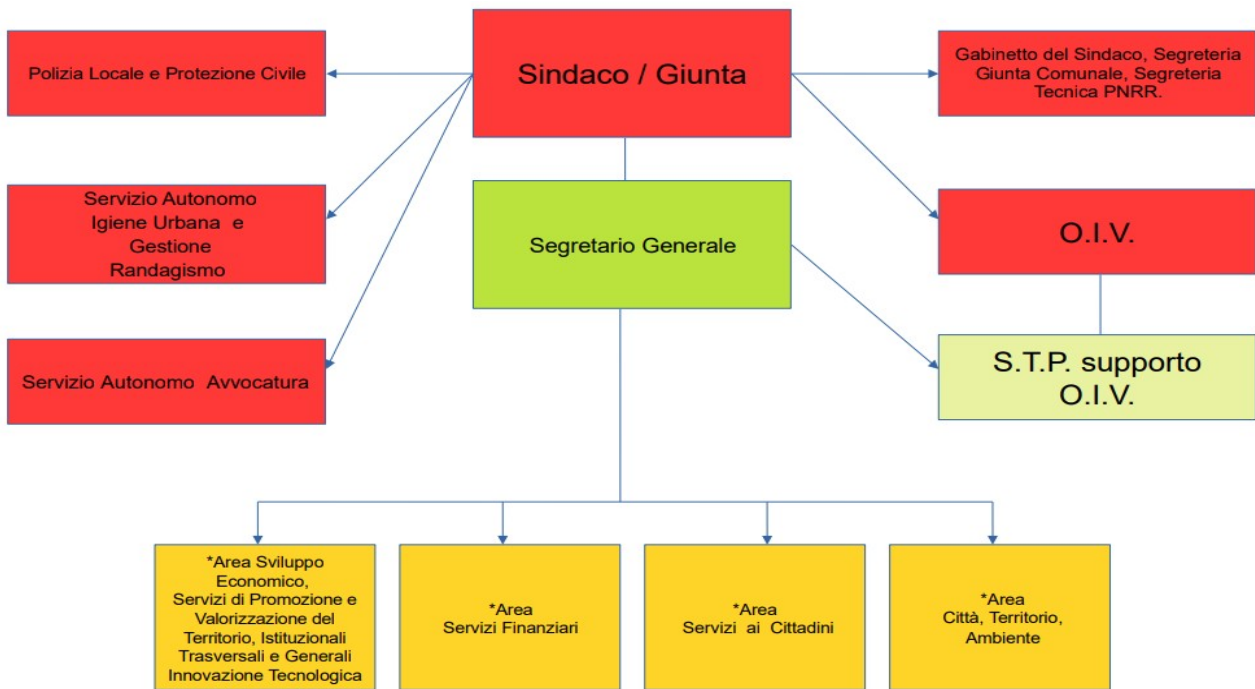 Polizia Locale e Protezione Civile
Sindaco / Giunta
Gabinetto del Sindaco, Segreteria
Giunta Comunale, Segreteria
Tecnica PNRR.
Servizio Autonomo
Igiene Urbana e
Gestione
Randagismo
Segretario Generale
O.I.V.
Servizio Autonomo Avvocatura
S.T.P. supporto
O.I.V.
*Area Sviluppo
Economico,
Servizi di Promozione e
Valorizzazione del
Territorio, Istituzionali
Trasversali e Generali
Innovazione Tecnologica
*Area
Servizi Finanziari
*Area
Servizi ai Cittadini
*Area
Città, Territorio,
Ambiente